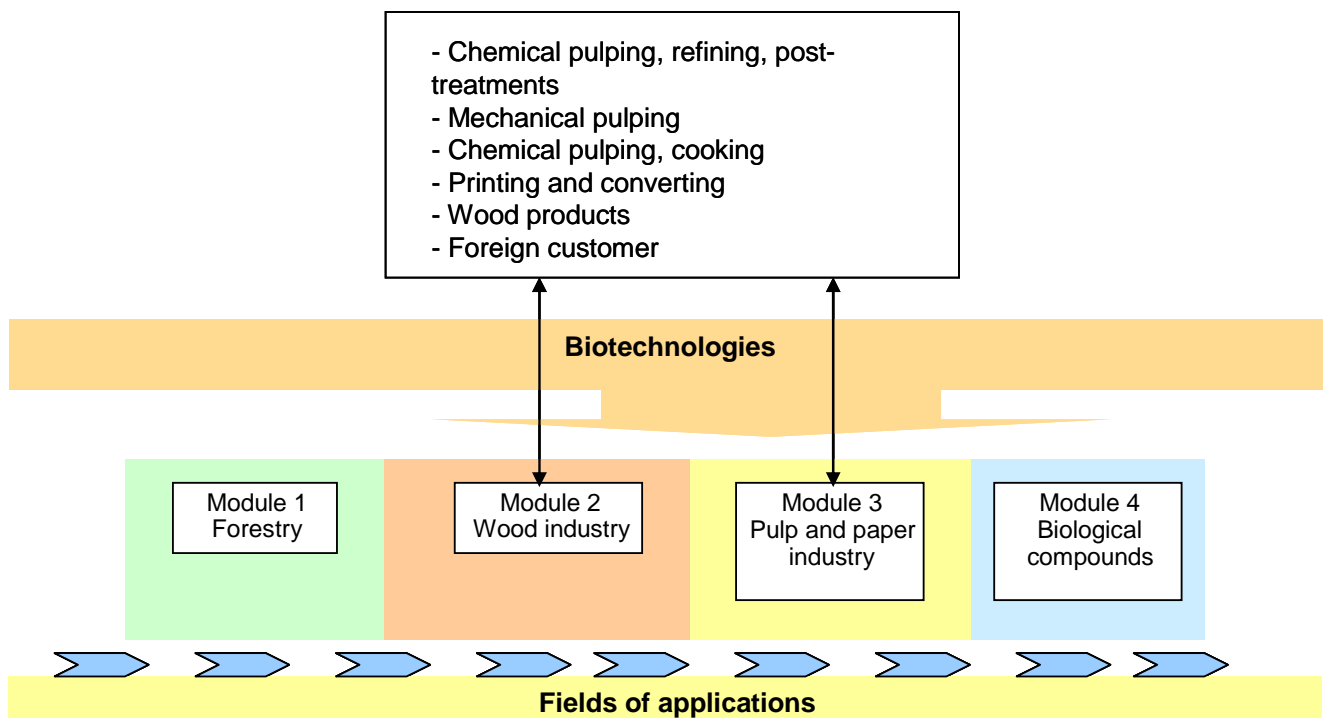 - Chemical pulping, refining, post-
treatments
- Mechanical pulping
- Chemical pulping, cooking
- Printing and converting
- Wood products
- Foreign customer
Biotechnologies
Module 1
Forestry
Module 2
Wood industry
Module 3
Pulp and paper
industry
Module 4
Biological
compounds
Fields of applications